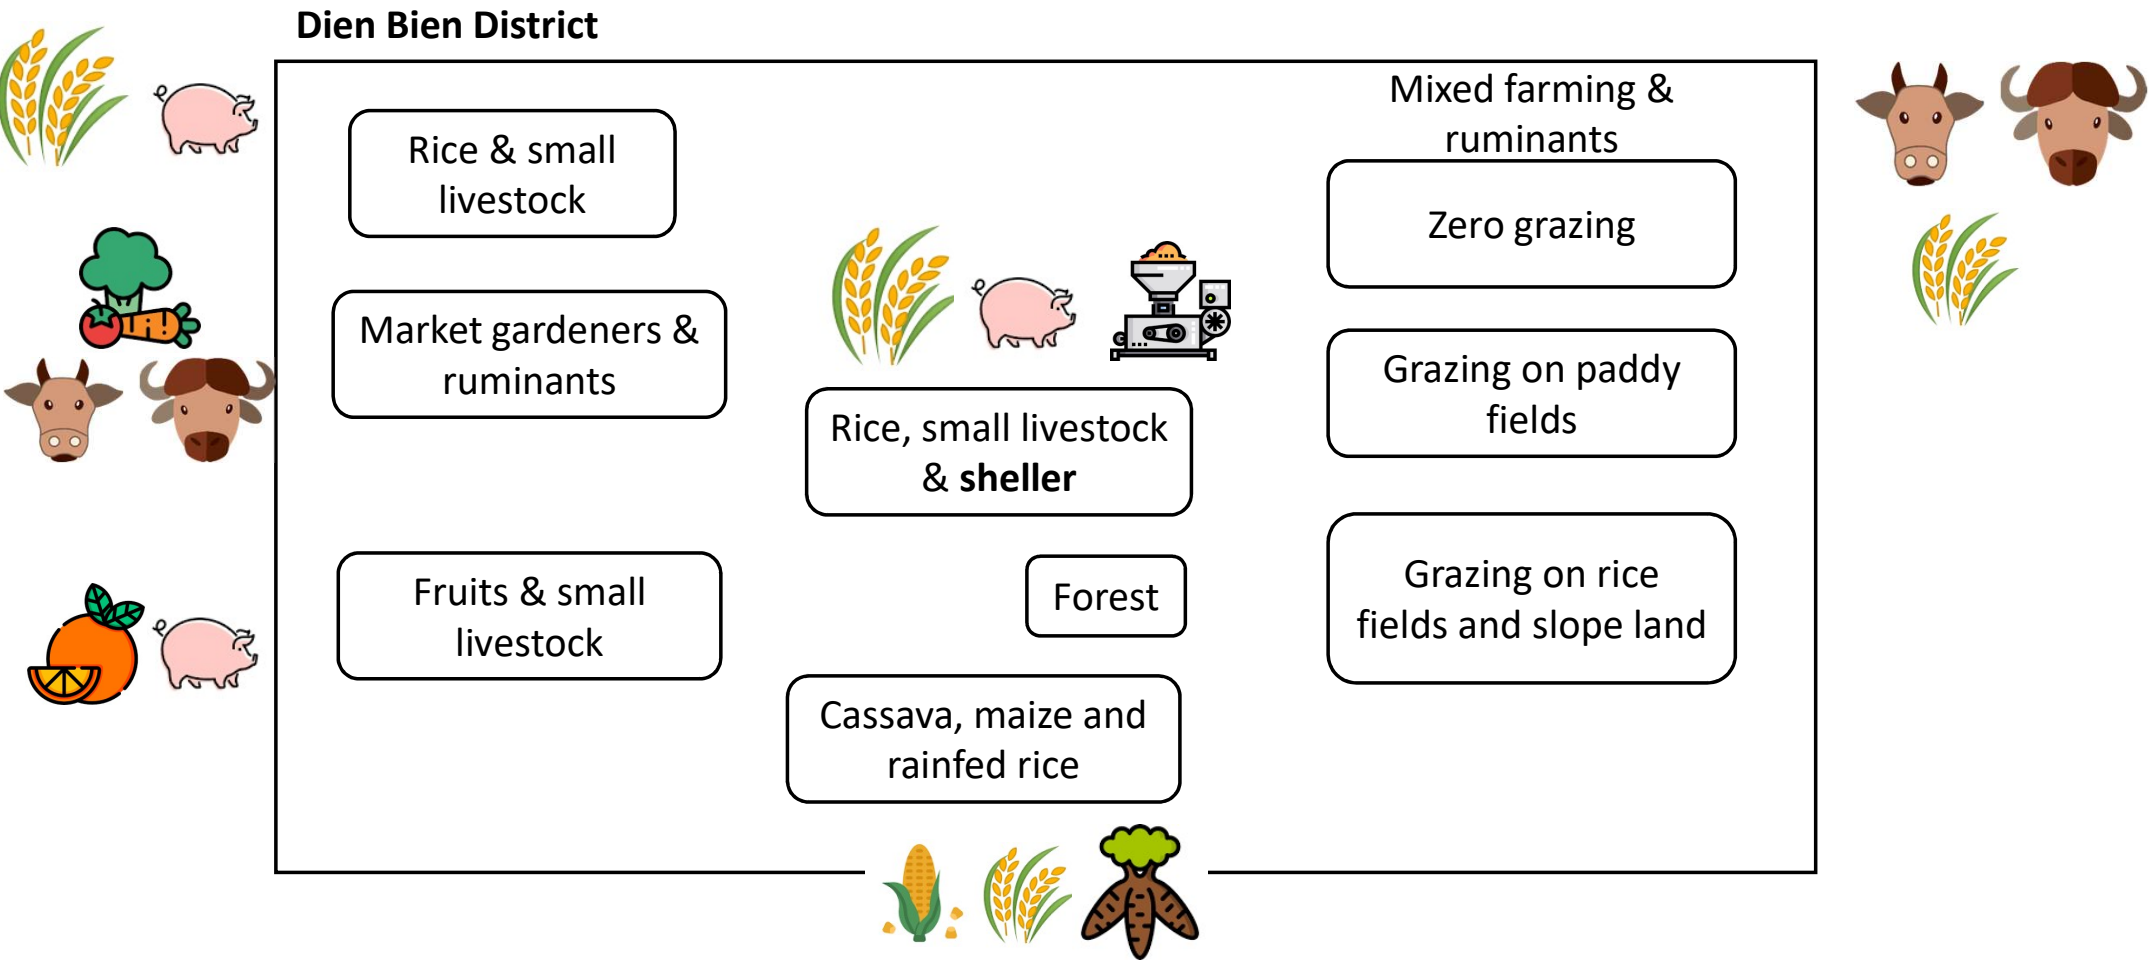 Dien Bien District
Rice & small
livestock
Market gardeners &
ruminants
Fruits & small
livestock
Rice, small livestock
& sheller
Forest
Cassava, maize and
rainfed rice
Mixed farming &
ruminants
Zero grazing
Grazing on paddy
fields
Grazing on rice
fields and slope land